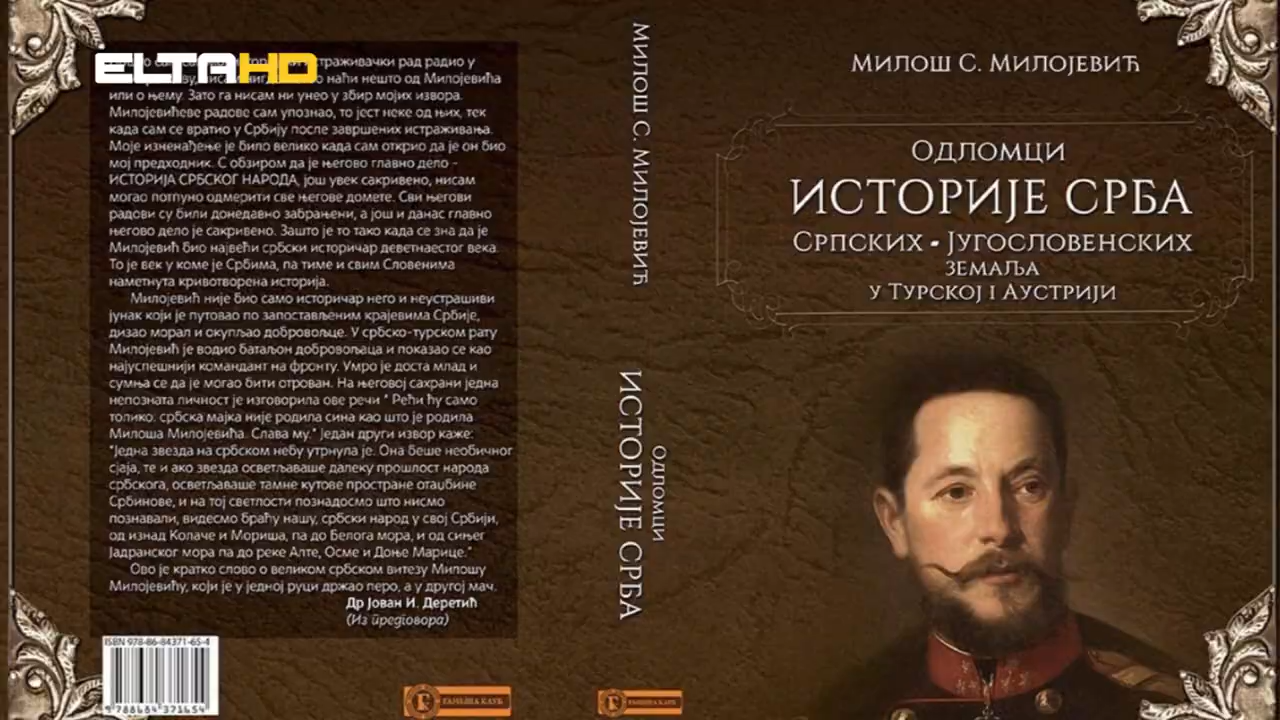 ELTAHD
страживачки рад радио у
наћи нешто од Милојевића
или о њему. Зато га нисам ни унео у збир мојих извора.
Милојевићеве радове сам упознао, то јест неке од њих, тек
када сам се вратио у Србију после завршених истраживања.
Моје изненађење је било велико када сам открио да је он био
мој предходник. С обзиром да је његово главно дело -
ИСТОРИЈА СРБСКОГ НАРОДА, још увек сакривено, нисам
могао потпуно одмерити све његове домете. Сви његови
радови су били донедавно забрањени, а још и данас главно
његово дело је сакривено. Зашто је то тако када се зна да је
Милојевић био највећи србски историчар деветнаестог века.
То је век у коме је Србима, па тиме и свим Словенима
наметнута кривотворена историја.
Милојевић није био само историчар него и неустрашиви
јунак који је путовао по запостављеним крајевима Србије,
дизао морал и окупљао добровољце. У србско-турском рату
Милојевић је водио батаљон добровољаца и показао се као
најуспешнији командант на фронту. Умро је доста млад и
сумња се да је могао бити отрован. На његовој сахрани једна
непозната личност је изговорила ове речи " Рећи ћу само
толико: србска мајка није родила сина као што је родила
Милоша Милојевића. Слава му." Један други извор каже:
"Једна звезда на србском небу утрнула је. Она беше необичног
сјаја, те и ако звезда осветљаваше далеку прошлост народа
србскога, осветљаваше тамне кутове простране отаџбине
Србинове, и на тој светлости познадосмо што нисмо
познавали, видесмо браћу нашу, србски народ у свој Србији,
од изнад Колаче и Мориша, па до Белога мора, и од сињег
Јадранског мора па до реке Алте, Осме и Доње Марице."
Ово је кратко слово о великом србском витезу Милошу
Милојевићу, који је у једној руци држао перо, а у другој мач.
Др Јован И. Деретић
(Из предговора)
ISBN 978-86-84371-65-4
9788684371654
Милош С. Милојевић
Одломци
Историје Срба
Милош С. Милојевић
Одломци
Историје Срба
Српских - Југословенских
земаља
у Турској і Аустрији